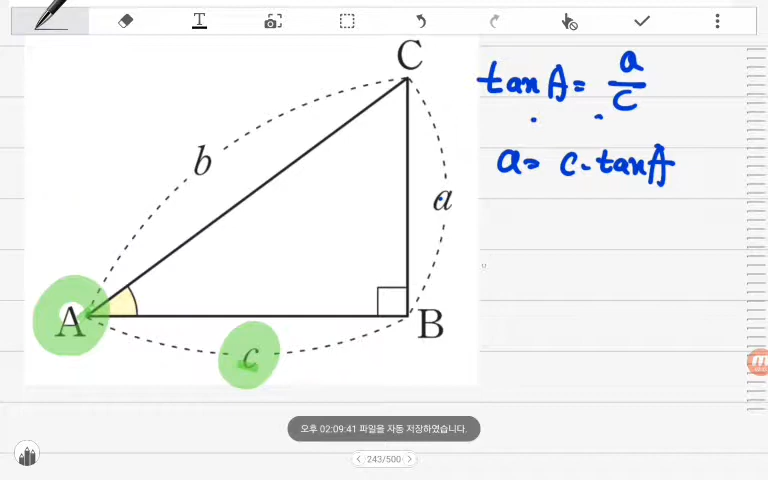 T
C
tan A = a/c
b
a = c·tan A
a
A
B
c
오후 02:09:41 파일을 자동 저장하였습니다.
243/500